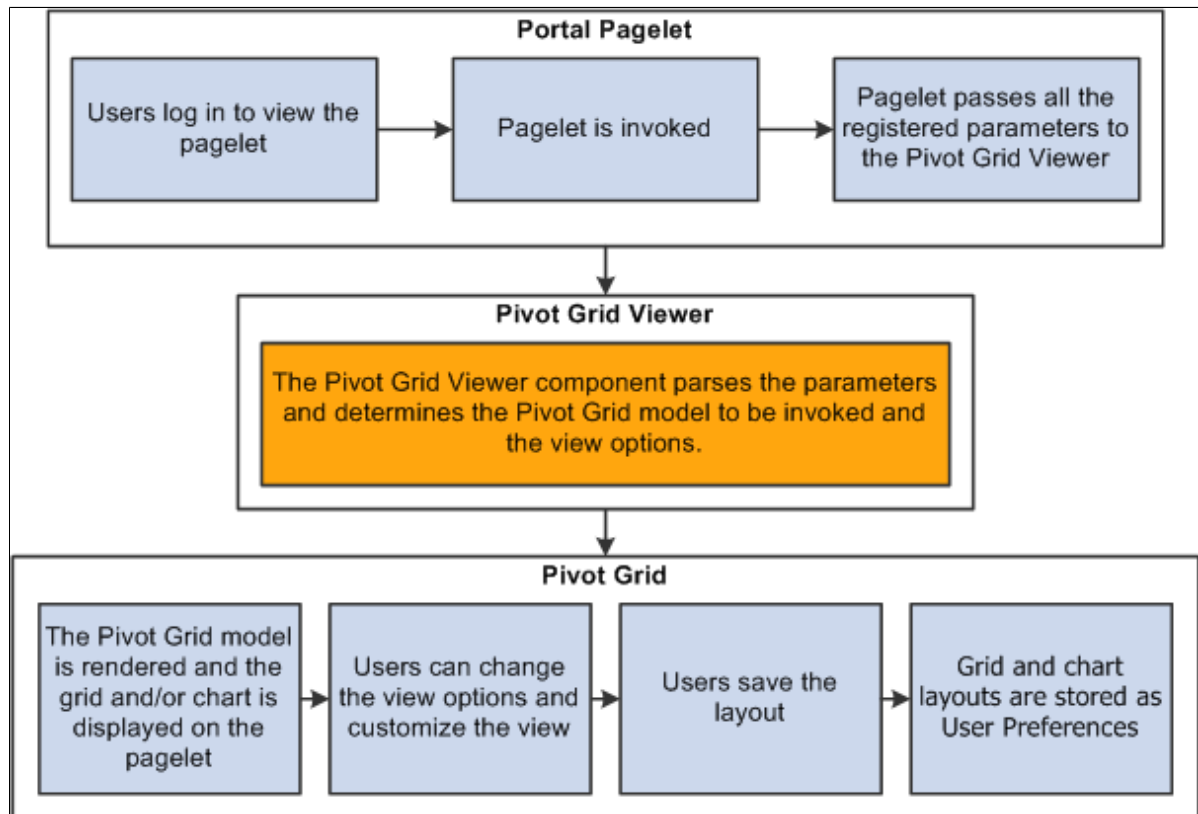 Portal Pagelet
Users log in to view the
pagelet
Pagelet is invoked
Pagelet passes all the
registered parameters to
the Pivot Grid Viewer
Pivot Grid Viewer
The Pivot Grid Viewer component parses the parameters
and determines the Pivot Grid model to be invoked and
the view options.
Pivot Grid
The Pivot Grid model
is rendered and the
grid and/or chart is
displayed on the
pagelet
Users can change
the view options and
customize the view
Users save the
layout
Grid and chart
layouts are stored as
User Preferences